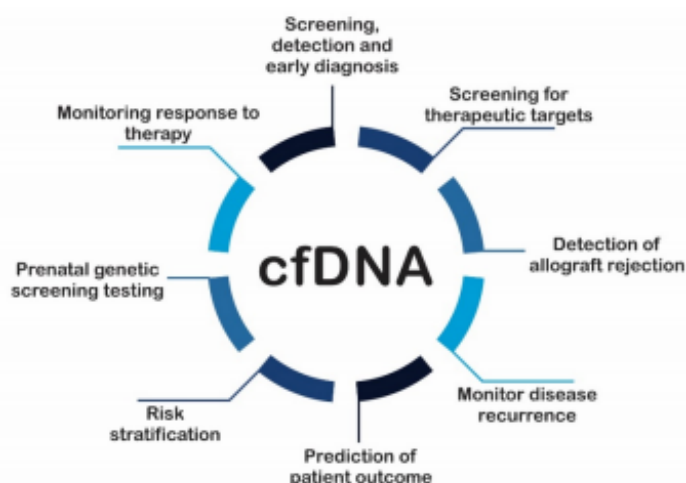 Screening,
detection and
early diagnosis
Screening for
therapeutic targets
Detection of
allograft rejection
Monitor disease
recurrence
Prediction of
patient outcome
Risk
stratification
Prenatal genetic
screening testing
Monitoring response to
therapy
cfDNA